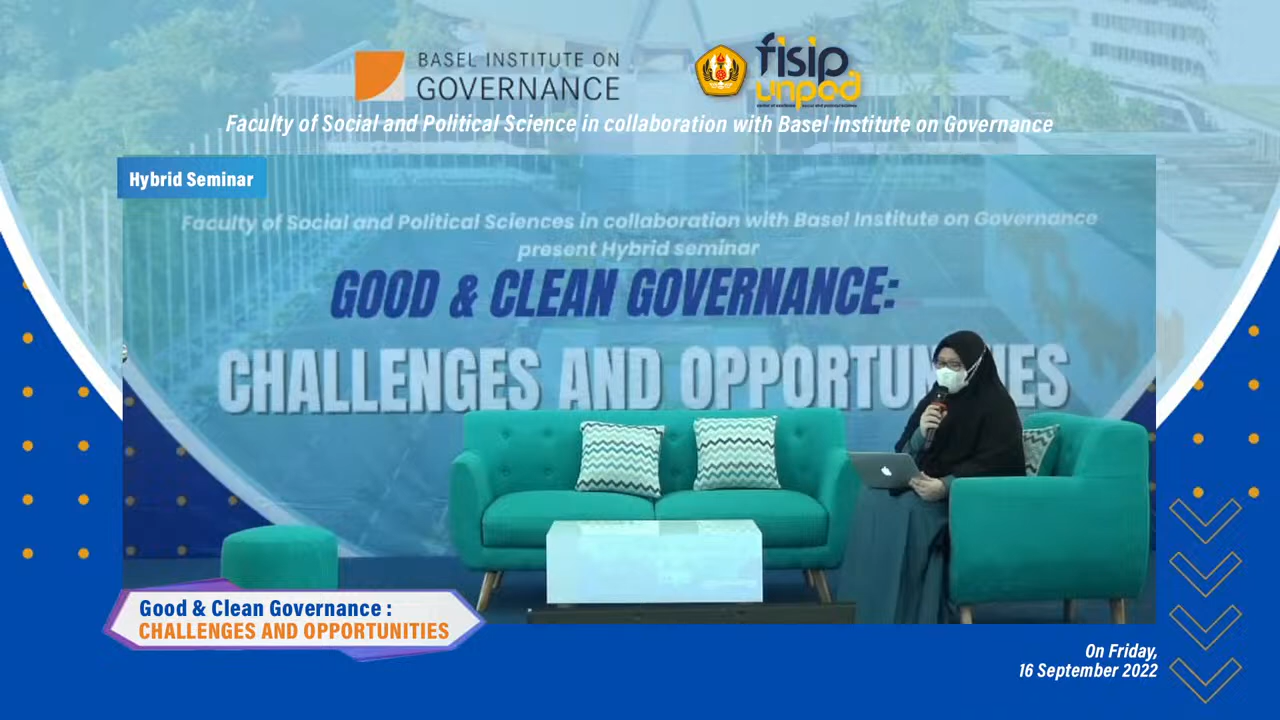 BASEL INSTITUTE ON
GOVERNANCE
fisip
unpad
Faculty of Social and Political Science in collaboration with Basel Institute on Governance
Hybrid Seminar
Faculty of Social and Political Sciences in collaboration with Basel Institute on Governance
present Hybrid seminar
GOOD & CLEAN GOVERNANCE:
CHALLENGES AND OPPORTUNIES
Good & Clean Governance :
CHALLENGES AND OPPORTUNITIES
On Friday,
16 September 2022